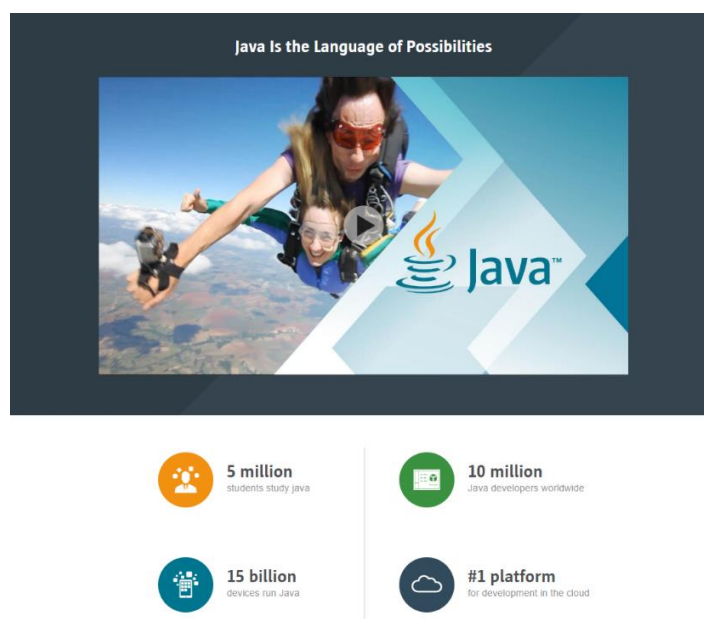 Java Is the Language of Possibilities
Java™
5 million
students study java
10 million
Java developers worldwide
15 billion
devices run Java
#1 platform
for development in the cloud